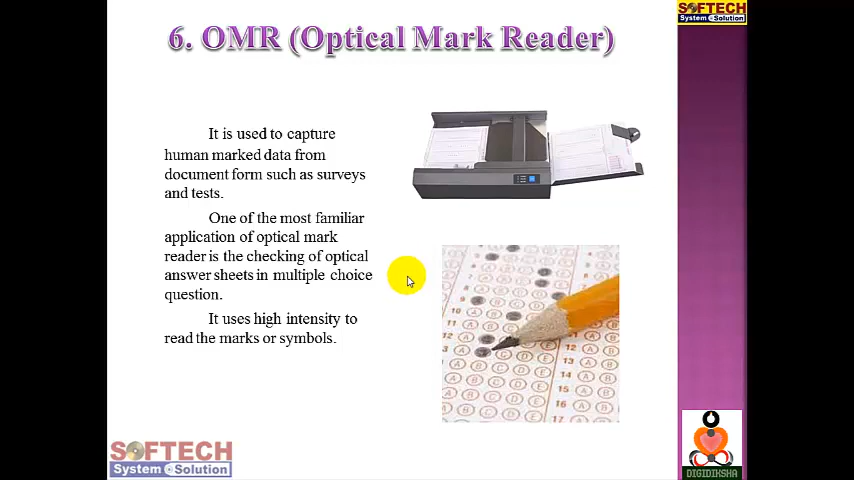 SOFTECH
System Solution
6. OMR (Optical Mark Reader)
It is used to capture
human marked data from
document form such as surveys
and tests.
One of the most familiar
application of optical mark
reader is the checking of optical
answer sheets in multiple choice
question.
It uses high intensity to
read the marks or symbols.
SOFTECH
System Solution
DIGIDIKSHA